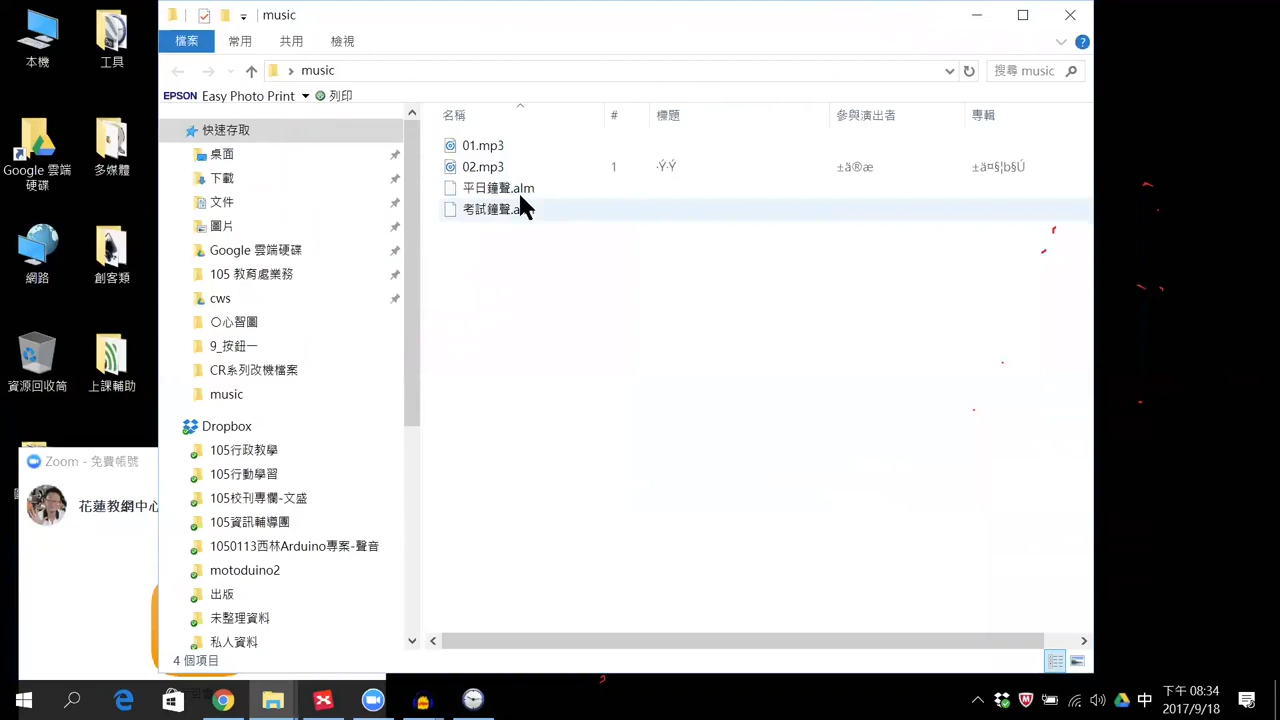 music
檔案
常用
共用
檢視
music
搜尋 music
EPSON Easy Photo Print
列印
名稱
#
標題
參與演出者
專輯
01.mp3
02.mp3
1
·Ý·Ý
±ä®æ
±ä¤§¦b§Ú
平日鐘聲.alm
考試鐘聲.a
快速存取
桌面
下載
文件
圖片
Google 雲端硬碟
105 教育處業務
cws
〇心智圖
9_按鈕一
CR系列改機檔案
music
Dropbox
105行政教學
105行動學習
105校刊專欄-文盛
105資訊輔導團
1050113西林Arduino專案-聲音
motoduino2
出版
未整理資料
私人資料
4 個項目
本機
工具
Google 雲端
硬碟
多媒體
網路
創客類
資源回收筒
上課輔助
Zoom - 免費帳號
花蓮教網中心
中
下午 08:34
2017/9/18